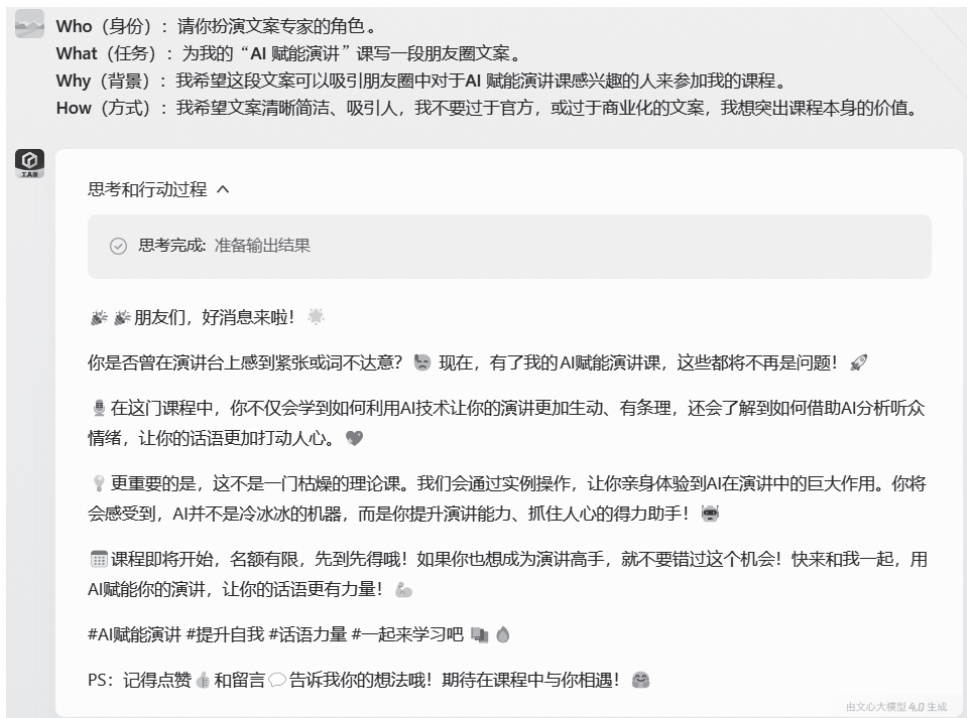 Who（身份）：请你扮演文案专家的角色。
What（任务）：为我的“AI 赋能演讲”课写一段朋友圈文案。
Why（背景）：我希望这段文案可以吸引朋友圈中对于AI 赋能演讲课感兴趣的人来参加我的课程。
How（方式）：我希望文案清晰简洁、吸引人，我不要过于官方，或过于商业化的文案，我想突出课程本身的价值。
工具版
思考和行动过程
思考完成: 准备输出结果
🎉 🎉 朋友们，好消息来啦！ 🌟
你是否曾在演讲台上感到紧张或词不达意？ 😓 现在，有了我的AI赋能演讲课，这些都将不再是问题！ 🚀
🎙️ 在这门课程中，你不仅会学到如何利用AI技术让你的演讲更加生动、有条理，还会了解到如何借助AI分析听众
情绪，让你的话语更加打动人心。 💖
💡 更重要的是，这不是一门枯燥的理论课。我们会通过实例操作，让你亲身体验到AI在演讲中的巨大作用。你将
会感受到，AI并不是冷冰冰的机器，而是你提升演讲能力、抓住人心的得力助手！ 🤖
📅 课程即将开始，名额有限，先到先得哦！如果你也想成为演讲高手，就不要错过这个机会！快来和我一起，用
AI赋能你的演讲，让你的话语更有力量！ 💪
#AI赋能演讲 #提升自我 #话语力量 #一起来学习吧 📚 🔥
PS：记得点赞👍和留言💬告诉我你的想法哦！期待在课程中与你相遇！ 🤗
由文心大模型 4.0 生成